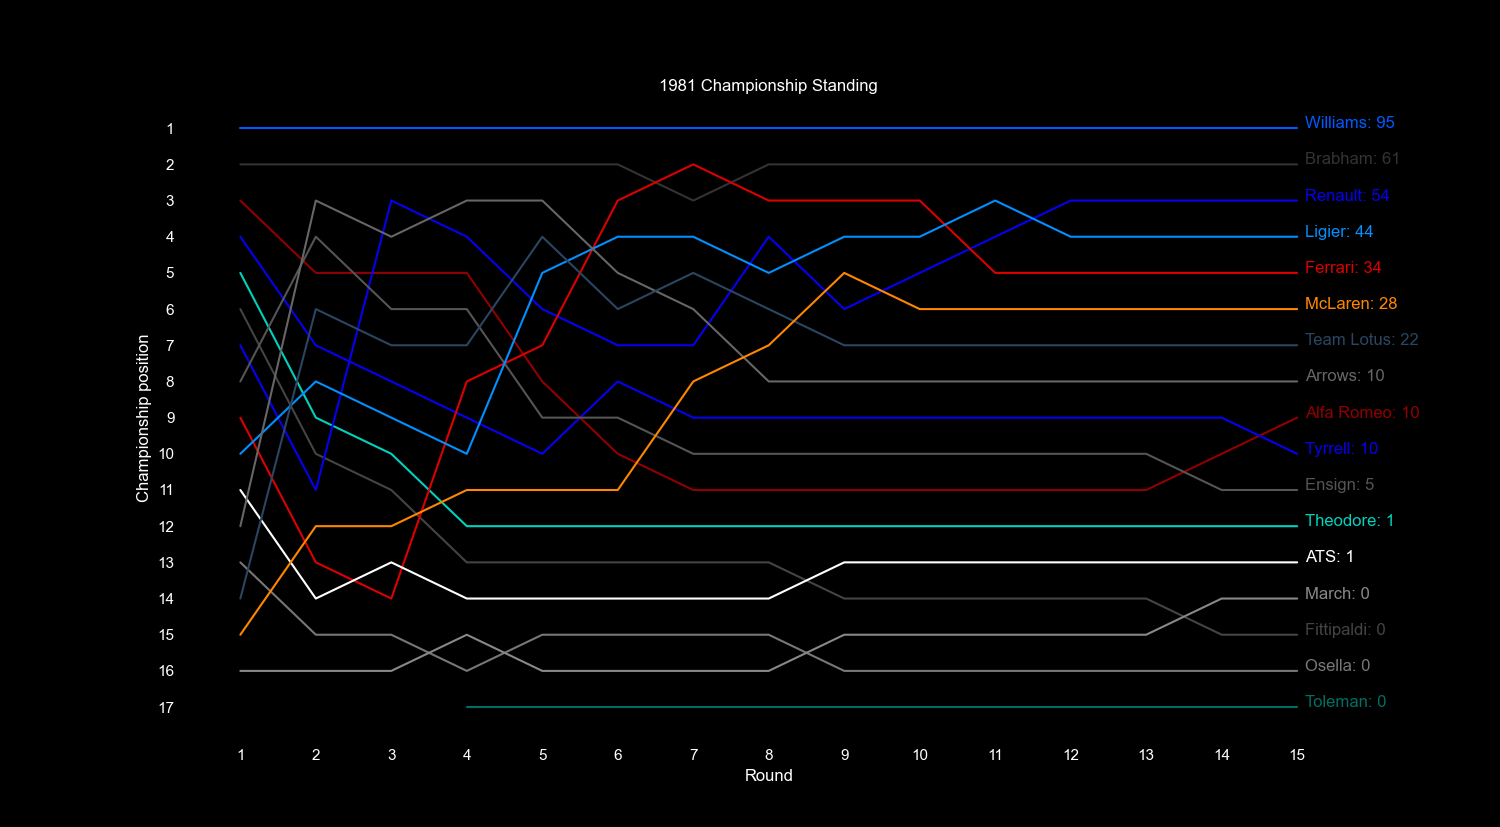 1981 Championship Standing
Championship position
1
2
3
4
5
6
7
8
9
10
11
12
13
14
15
16
17
Williams: 95
Brabham: 61
Renault: 54
Ligier: 44
Ferrari: 34
McLaren: 28
Team Lotus: 22
Arrows: 10
Alfa Romeo: 10
Tyrrell: 10
Ensign: 5
Theodore: 1
ATS: 1
March: 0
Fittipaldi: 0
Osella: 0
Toleman: 0
1 2 3 4 5 6 7 8 9 10 11 12 13 14 15
Round